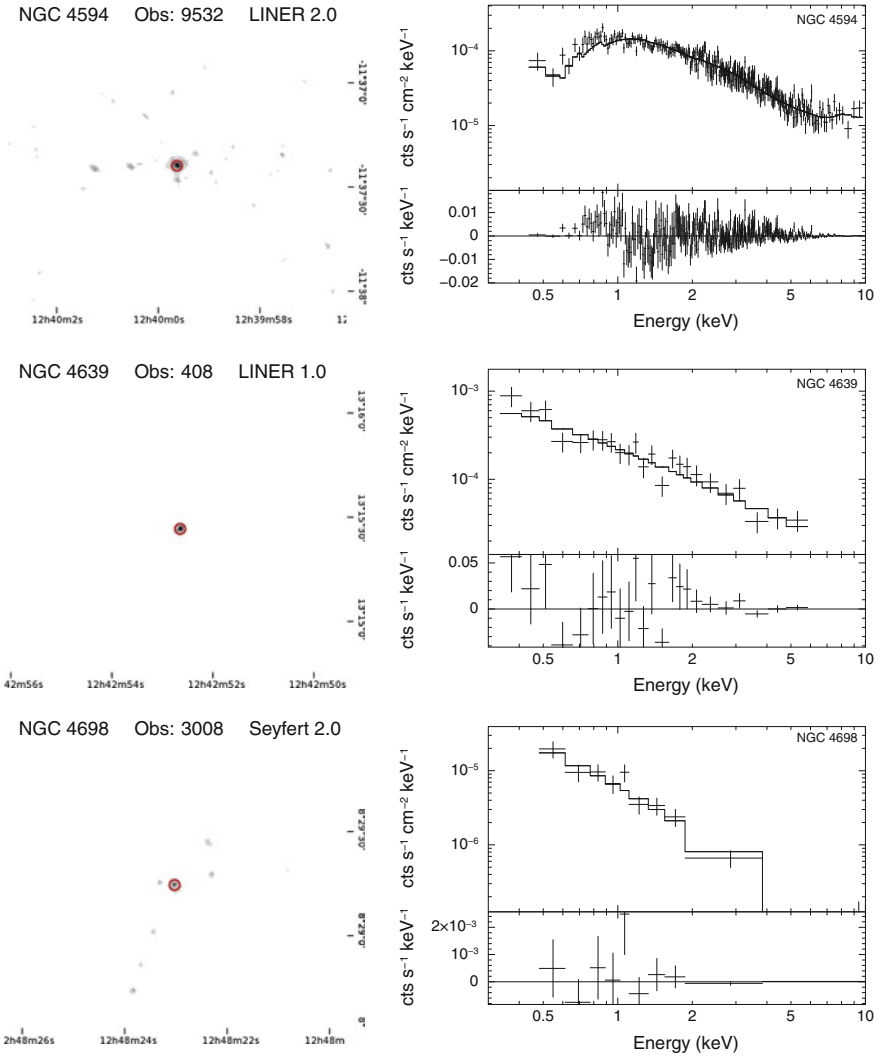 NGC 4594 Obs: 9532 LINER 2.0
-11°37'0"
-11°37'30"
-11°38"
12h40m2s 12h40m0s 12h39m58s 12
NGC 4594
cts s⁻¹ cm⁻² keV⁻¹
10⁻⁴
10⁻⁵
cts s⁻¹ keV⁻¹
0.01
0
−0.01
−0.02
0.5 1 2 5 10
Energy (keV)
NGC 4639 Obs: 408 LINER 1.0
13°16'0"
13°15'30"
13°15'0"
42m56s 12h42m54s 12h42m52s 12h42m50s
NGC 4639
cts s⁻¹ cm⁻² keV⁻¹
10⁻³
10⁻⁴
cts s⁻¹ keV⁻¹
0.05
0
0.5 1 2 5 10
Energy (keV)
NGC 4698 Obs: 3008 Seyfert 2.0
8°29'30"
8°29'0"
8°
2h48m26s 12h48m24s 12h48m22s 12h48m
NGC 4698
cts s⁻¹ cm⁻² keV⁻¹
10⁻⁵
10⁻⁶
cts s⁻¹ keV⁻¹
2×10⁻³
10⁻³
0
0.5 1 2 5 10
Energy (keV)